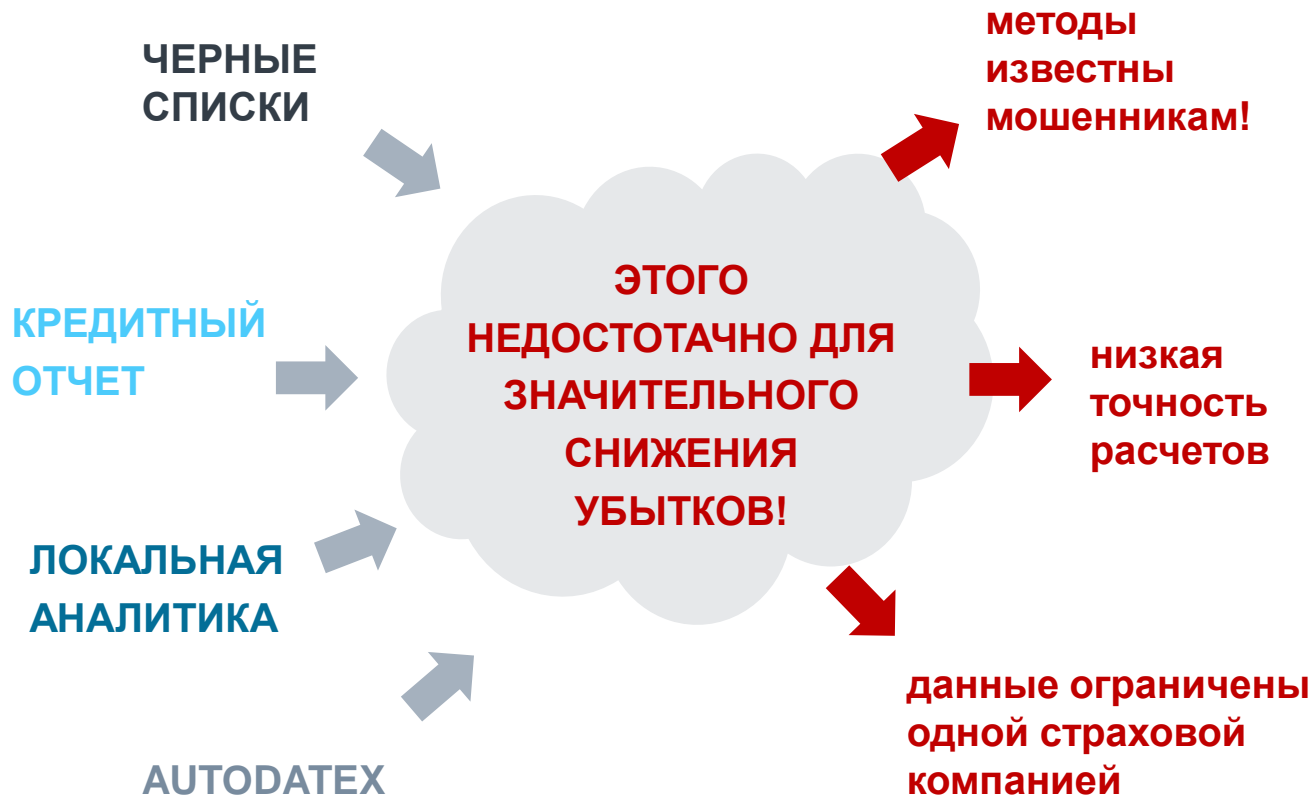 ЧЕРНЫЕ
СПИСКИ
КРЕДИТНЫЙ
ОТЧЕТ
ЛОКАЛЬНАЯ
АНАЛИТИКА
AUTODATEX
ЭТОГО
НЕДОСТОТАЧНО ДЛЯ
ЗНАЧИТЕЛЬНОГО
СНИЖЕНИЯ
УБЫТКОВ!
методы
известны
мошенникам!
низкая
точность
расчетов
данные ограничены
одной страховой
компанией